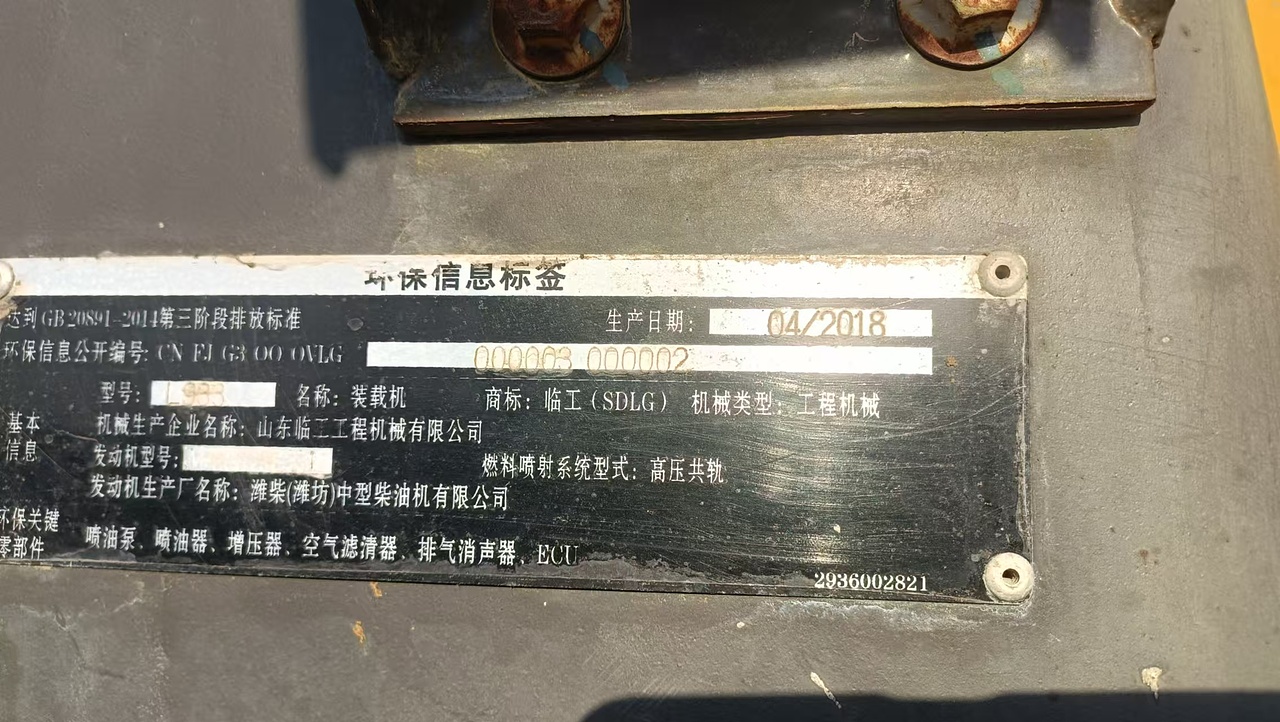 环保信息标签
达到GB20891-2014第三阶段排放标准 生产日期: 04/2018
环保信息公开编号: CN FJ G3 OO OVLG 000003 000002
型号: 名称: 装载机 商标: 临工(SDLG) 机械类型: 工程机械
基本信息
机械生产企业名称: 山东临工工程机械有限公司
发动机型号: 燃料喷射系统型式: 高压共轨
发动机生产厂名称: 潍柴(潍坊)中型柴油机有限公司
环保关键零部件
喷油泵、喷油器、增压器、空气滤清器、排气消声器、ECU
2936002821